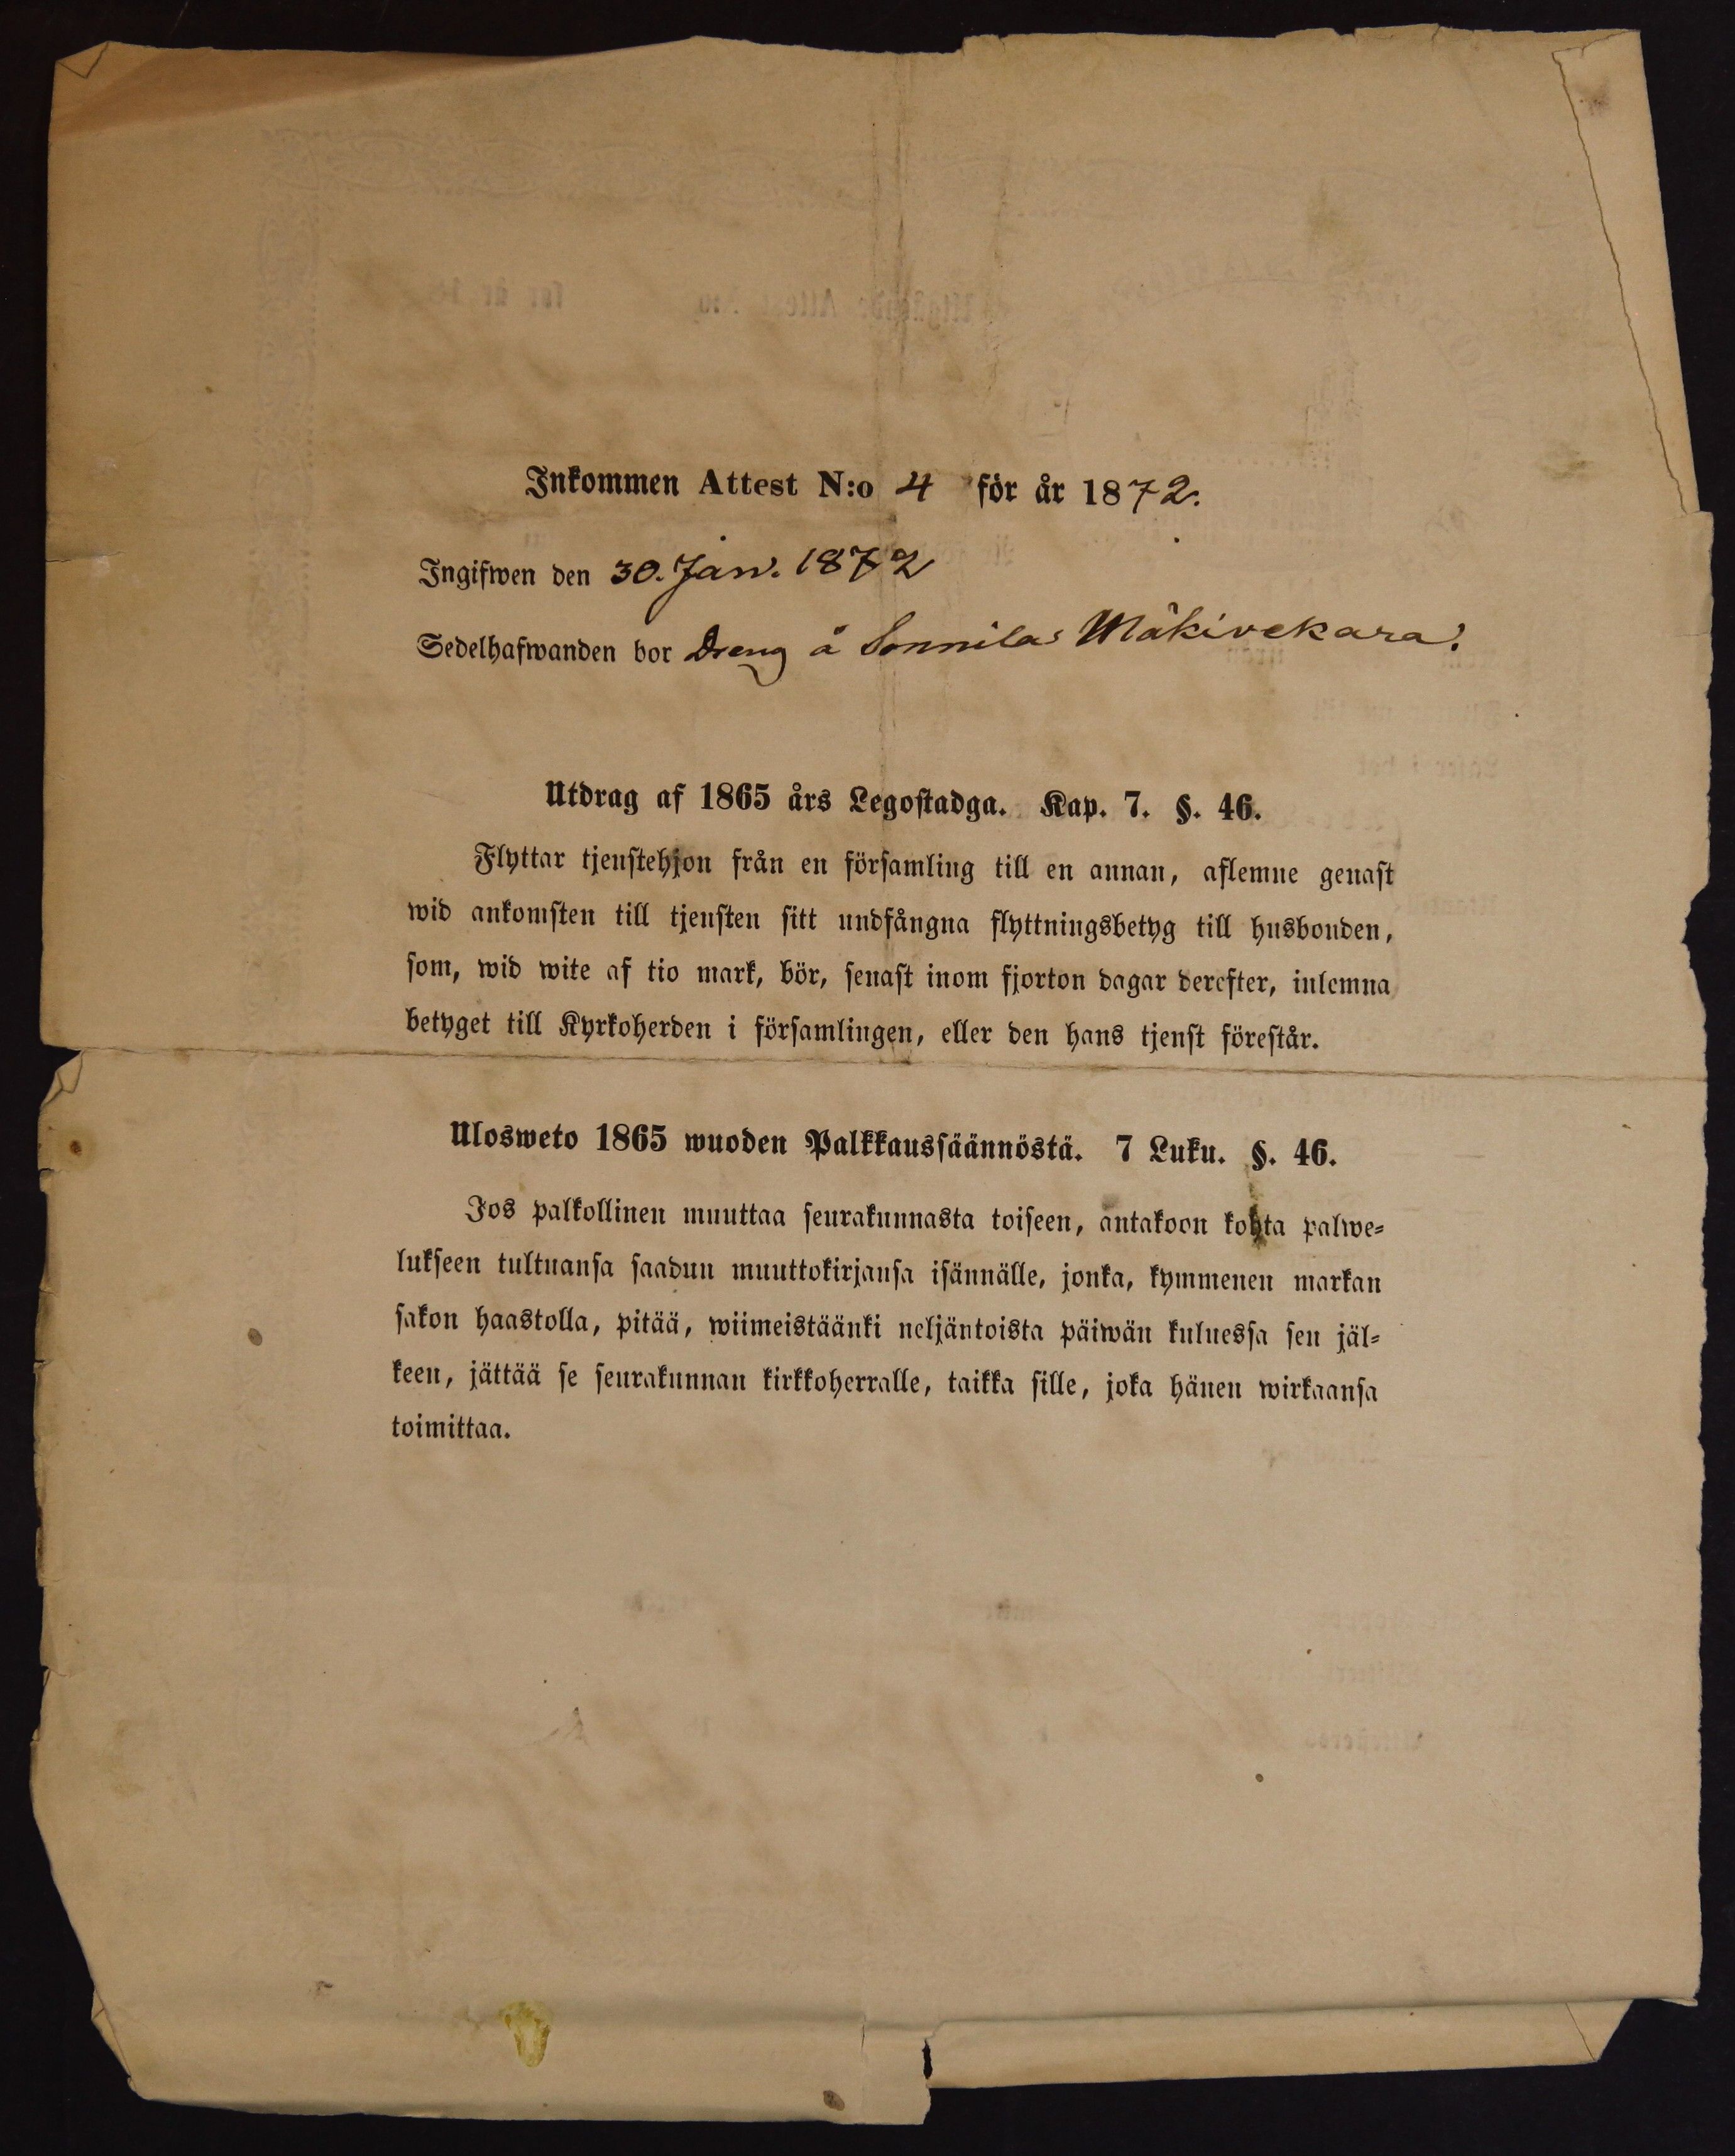 Inkommen Attest N:o 4 för år 1872.
Ingifwen den 30. Jan. 1872
Sedelhafwanden bor Dreng å Sonnila Mäkivekara.
Utdrag af 1865 års Legostadga. Kap. 7. §. 46.
Flyttar tjenstehjon från en församling till en annan, aflemne genast
wid ankomsten till tjensten sitt undfångna flyttningsbetyg till husbonden,
som, wid wite af tio mark, bör, senast inom fjorton dagar derefter, inlemna
betyget till Kyrkoherden i församlingen, eller den hans tjenst förestår.
Ulosweto 1865 wuoden Palkkaussäännöstä. 7 Luku. §. 46.
Jos palkollinen muuttaa seurakunnasta toiseen, antakoon kohta palwe=
lukseen tultuansa saadun muuttokirjansa isännälle, jonka, kymmenen markan
sakon haastolla, pitää, wiimeistäänki neljäntoista päiwän kuluessa sen jäl=
keen, jättää se seurakunnan kirkkoherralle, taikka sille, joka hänen wirkaansa
toimittaa.